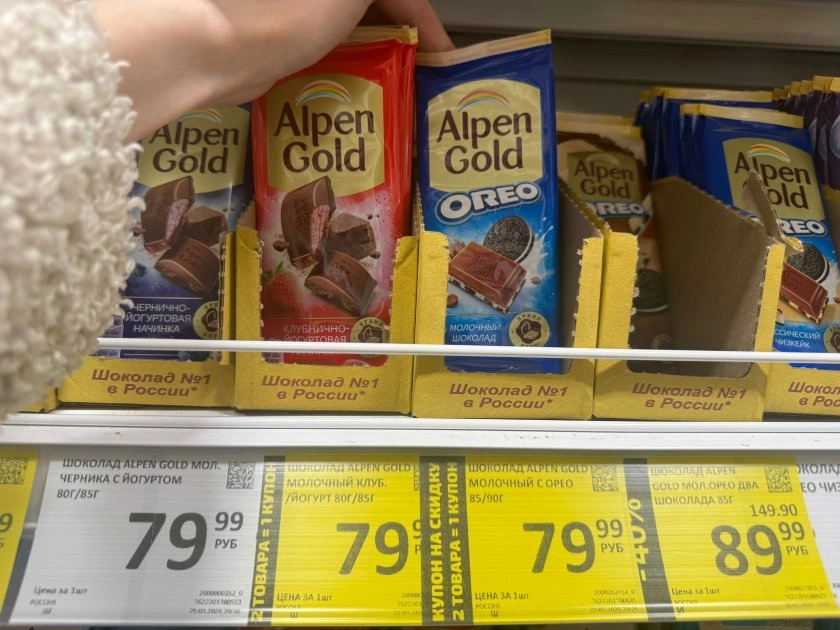 Alpen
Gold
ЧЕРНИЧНО-
ЙОГУРТОВАЯ
НАЧИНКА
Alpen
Gold
КЛУБНИЧНО-
ЙОГУРТОВАЯ
Alpen
Gold
OREO
МОЛОЧНЫЙ
ШОКОЛАД
Alpen
Gold
OREO
Alpen
Gold
OREO
ЧИЗКЕЙК
Шоколад №1
в России*
Шоколад №1
в России*
Шоколад №1
в России*
Шоколад №1
в России*
ШОКОЛАД ALPEN GOLD МОЛ.
ЧЕРНИКА С ЙОГУРТОМ
80Г/85Г
79 99
РУБ
Цена за 1шт
РОССИЯ
Ш
2 ТОВАРА = 1 КУПОН
ШОКОЛАД ALPEN GOLD
МОЛОЧНЫЙ КЛУБ.
/ЙОГУРТ 80Г/85Г
79
ЦЕНА ЗА 1шт
РОССИЯ
Ш
КУПОН НА СКИДКУ
2 ТОВАРА = 1 КУПОН
ШОКОЛАД ALPEN GOLD
МОЛОЧНЫЙ С ОРЕО
85/90Г
79 99
РУБ
ЦЕНА ЗА 1шт
РОССИЯ
Ш
-40%
ШОКОЛАД ALPEN
GOLD МОЛ.ОРЕО ДВА
ШОКОЛАДА 85Г
149.90
89 99
РУБ
ЦЕНА ЗА 1шт
РОССИЯ
Ш